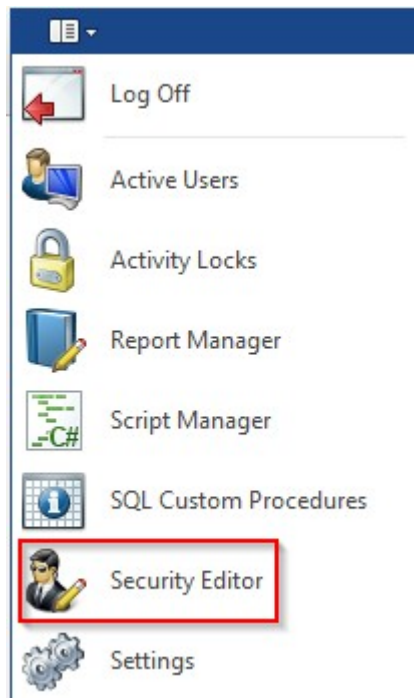 Log Off
Active Users
Activity Locks
Report Manager
C#
Script Manager
SQL Custom Procedures
Security Editor
Settings